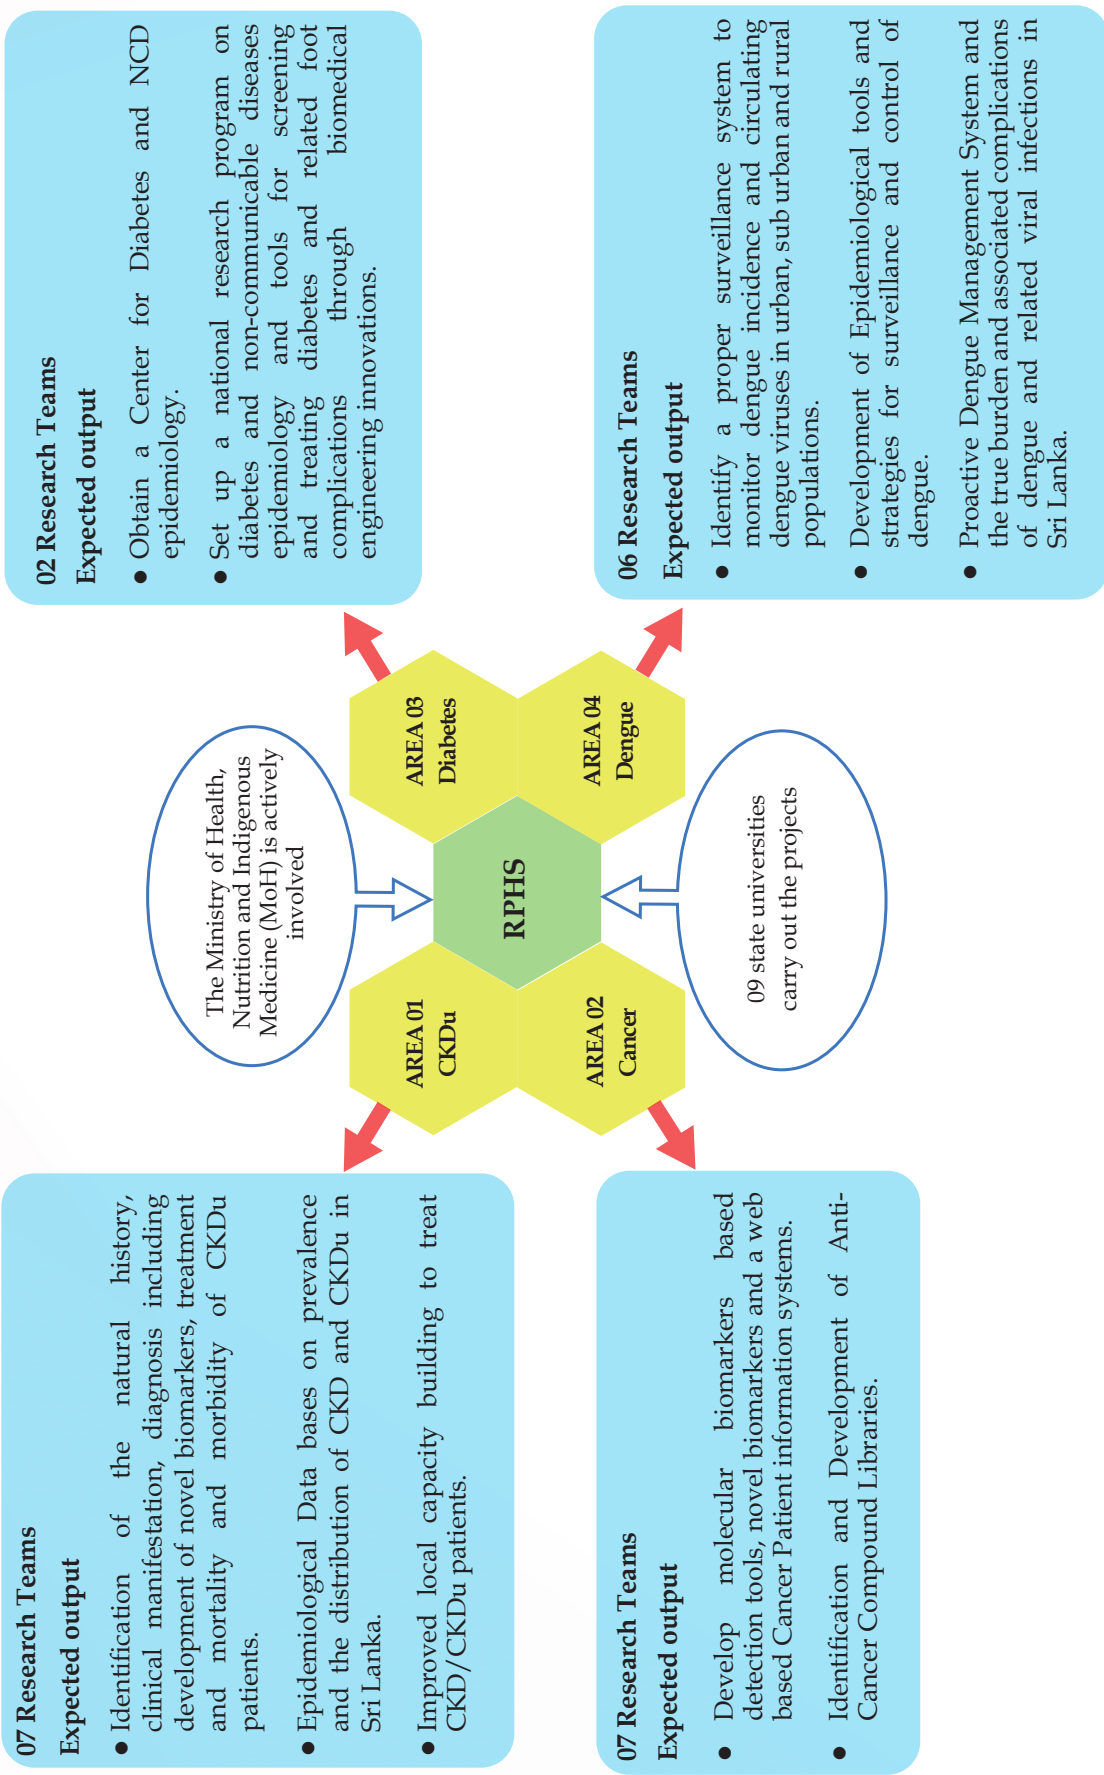 07 Research Teams
Expected output
● Identification of the natural history,
clinical manifestation, diagnosis including
development of novel biomarkers, treatment
and mortality and morbidity of CKDu
patients.
● Epidemiological Data bases on prevalence
and the distribution of CKD and CKDu in
Sri Lanka.
● Improved local capacity building to treat
CKD/CKDu patients.
The Ministry of Health,
Nutrition and Indigenous
Medicine (MoH) is actively
involved
02 Research Teams
Expected output
● Obtain a Center for Diabetes and NCD
epidemiology.
● Set up a national research program on
diabetes and non-communicable diseases
epidemiology and tools for screening
and treating diabetes and related foot
complications through biomedical
engineering innovations.
AREA 01
CKDu
AREA 03
Diabetes
RPHS
AREA 02
Cancer
AREA 04
Dengue
07 Research Teams
Expected output
● Develop molecular biomarkers based
detection tools, novel biomarkers and a web
based Cancer Patient information systems.
● Identification and Development of Anti-
Cancer Compound Libraries.
09 state universities
carry out the projects
06 Research Teams
Expected output
● Identify a proper surveillance system to
monitor dengue incidence and circulating
dengue viruses in urban, sub urban and rural
populations.
● Development of Epidemiological tools and
strategies for surveillance and control of
dengue.
● Proactive Dengue Management System and
the true burden and associated complications
of dengue and related viral infections in
Sri Lanka.